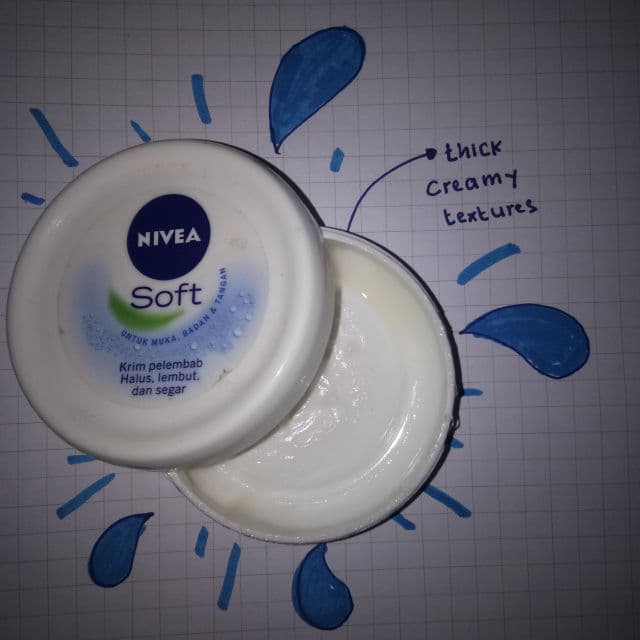 NIVEA
Soft
UNTUK MUKA, BADAN & TANGAN
Krim pelembab
Halus, lembut,
dan segar
thick
creamy
textures